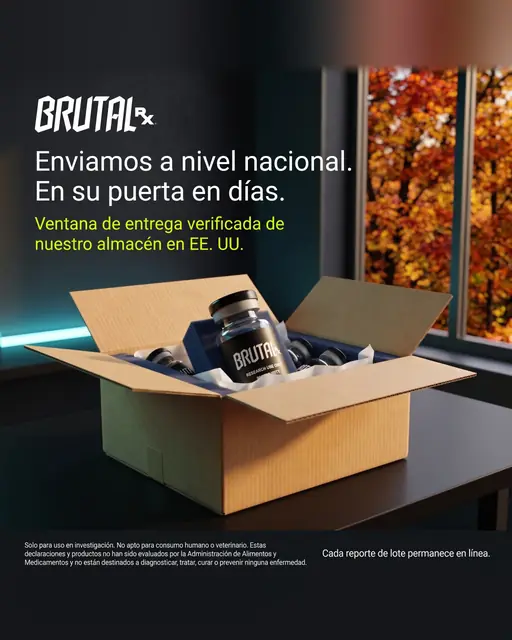 BRUTAL Rx
Enviamos a nivel nacional.
En su puerta en días.
Ventana de entrega verificada de
nuestro almacén en EE. UU.
BRUTAL Rx
RESEARCH USE
Solo para uso en investigación. No apto para consumo humano o veterinario. Estas
declaraciones y productos no han sido evaluados por la Administración de Alimentos y
Medicamentos y no están destinados a diagnosticar, tratar, curar o prevenir ninguna enfermedad.
Cada reporte de lote permanece en línea.